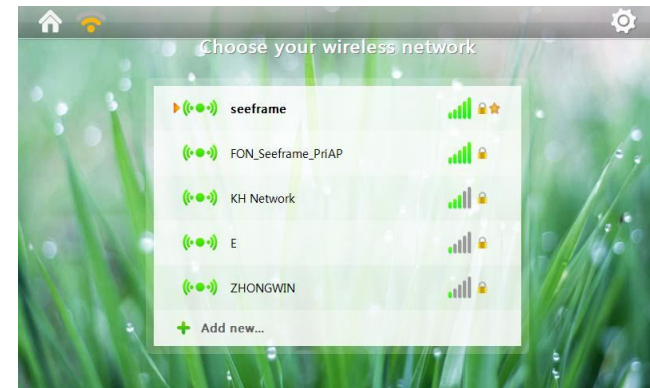 Choose your wireless network
seeframe
FON_Seeframe_PriAP
KH Network
E
ZHONGWIN
Add new...